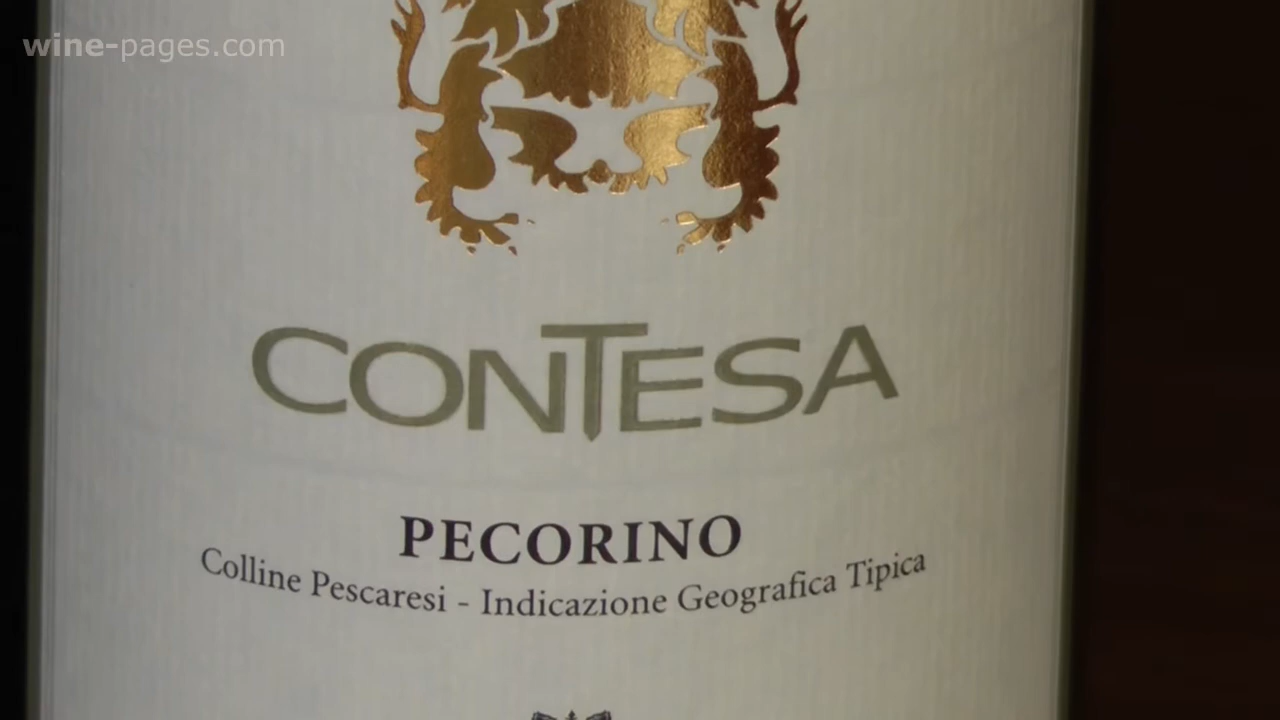 wine-pages.com
CONTESA
PECORINO
Colline Pescaresi - Indicazione Geografica Tipica